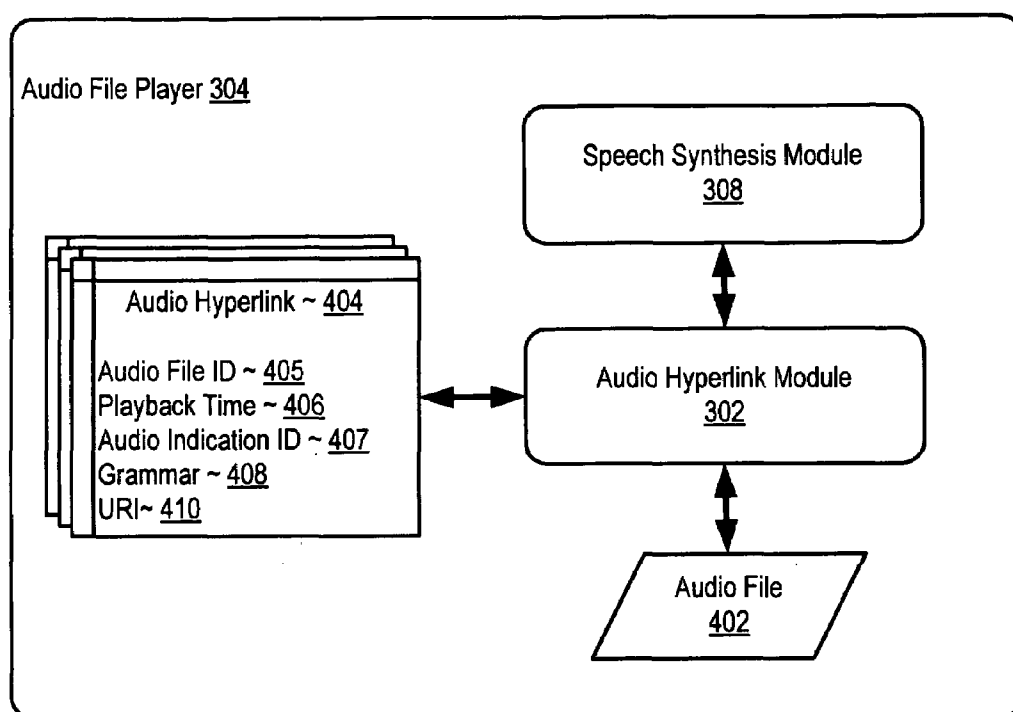 Audio File Player 304
Speech Synthesis Module
308
Audio Hyperlink ~ 404
Audio File ID ~ 405
Playback Time ~ 406
Audio Indication ID ~ 407
Grammar ~ 408
URI~ 410
Audio Hyperlink Module
302
Audio File
402